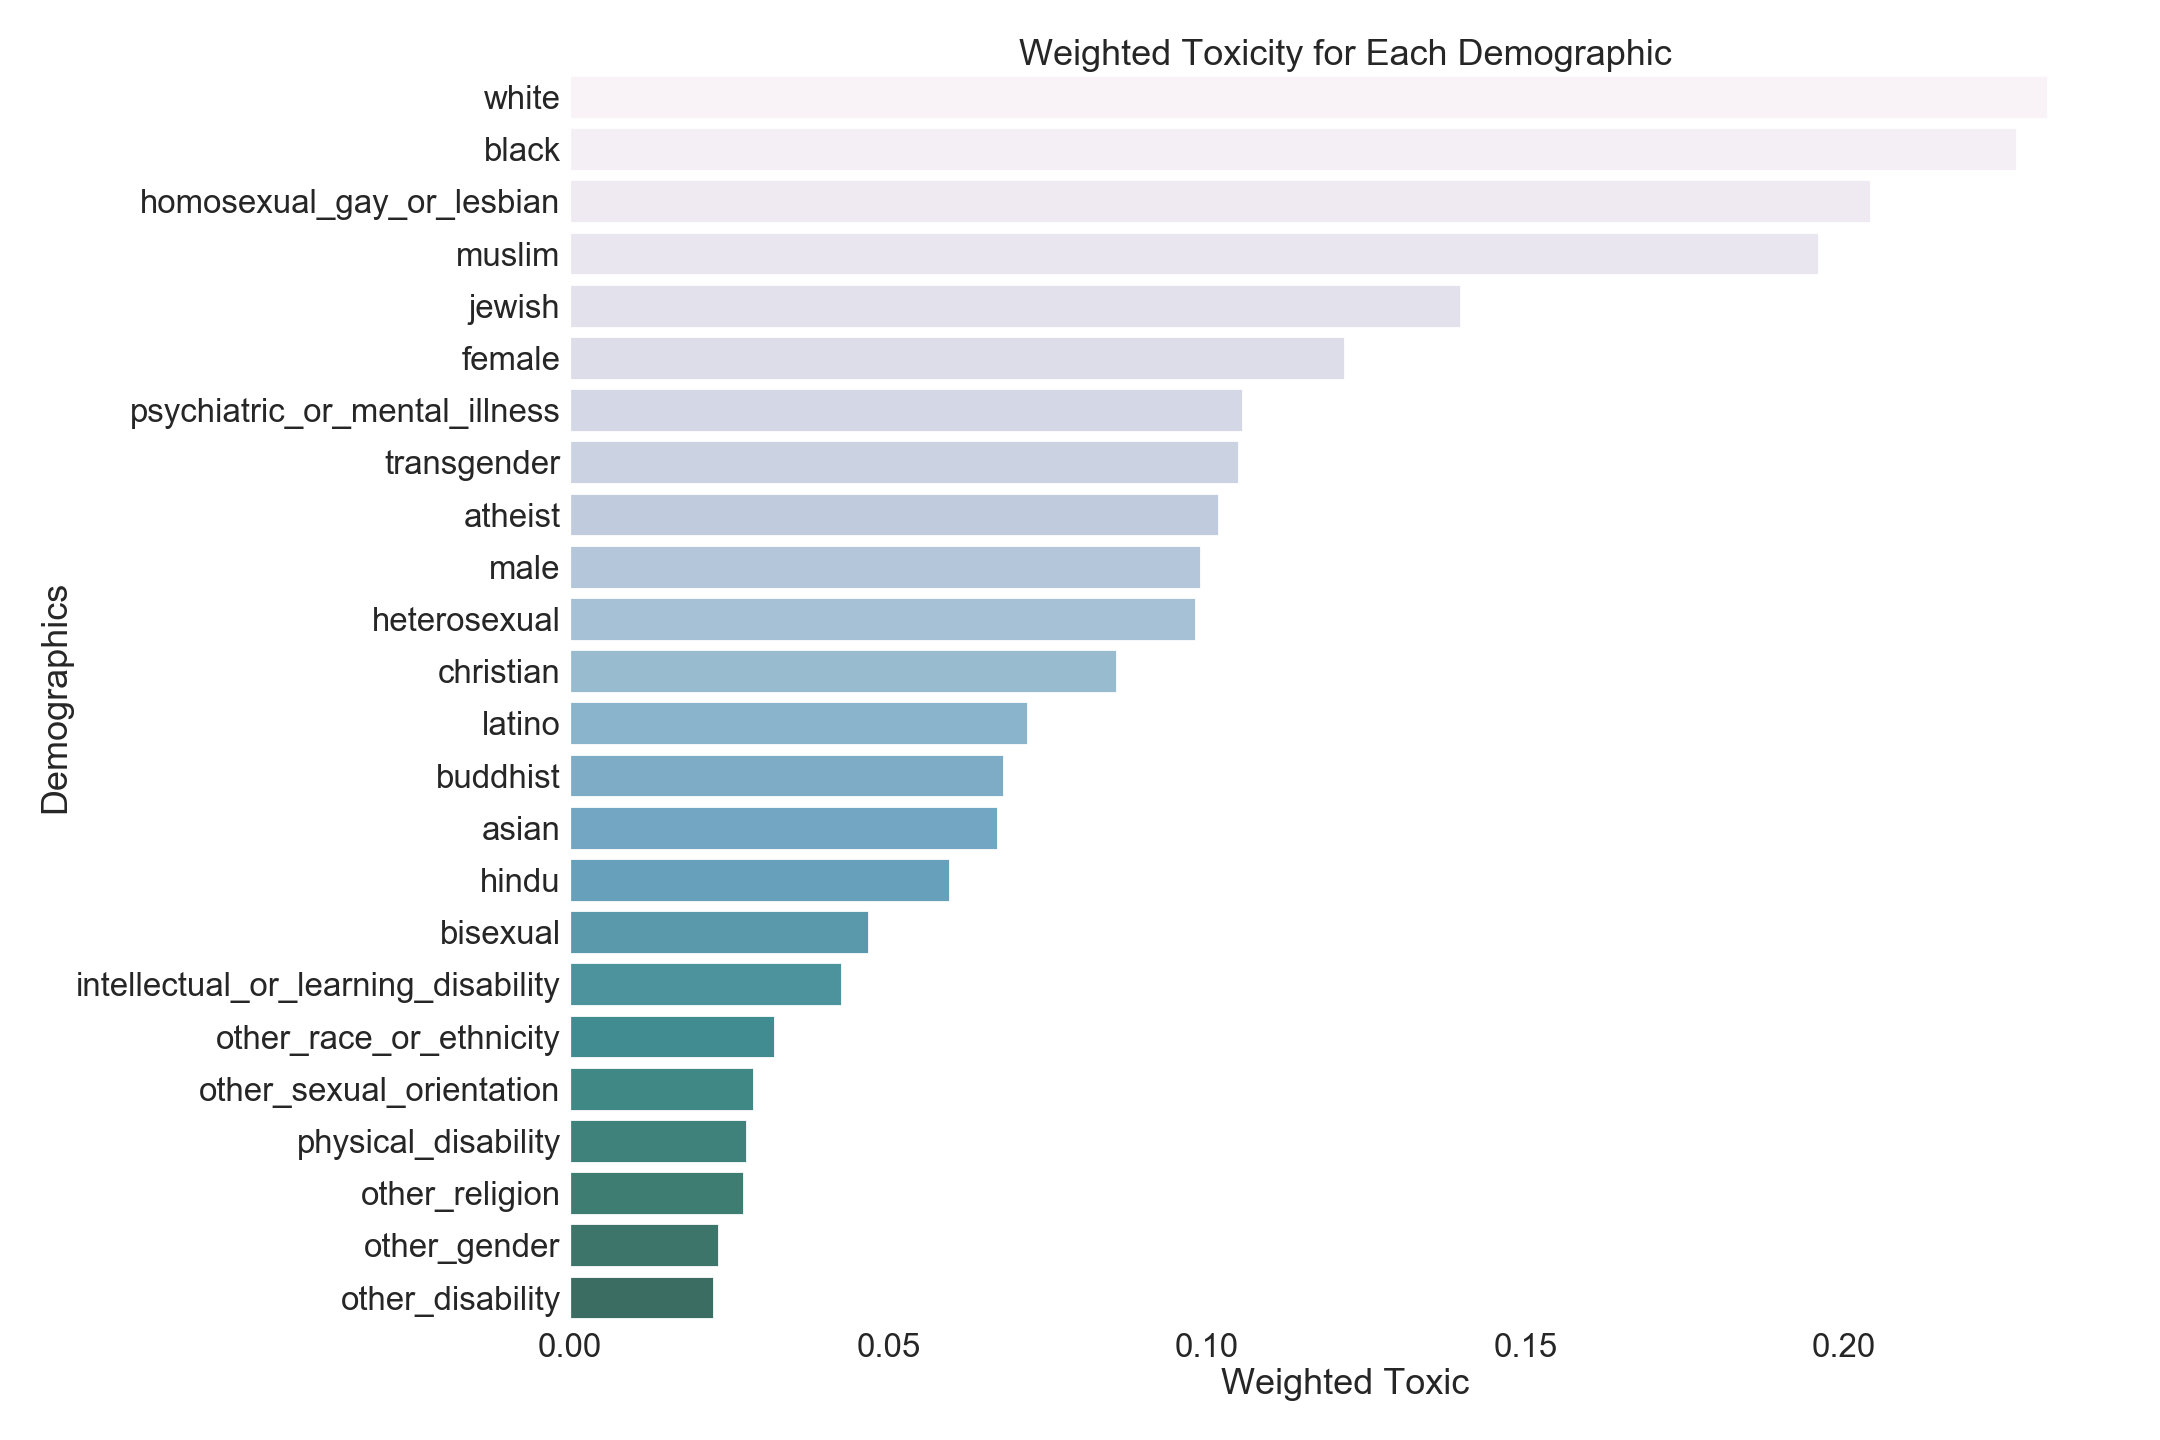 Weighted Toxicity for Each Demographic
white
black
homosexual_gay_or_lesbian
muslim
jewish
female
psychiatric_or_mental_illness
transgender
atheist
male
heterosexual
christian
latino
buddhist
asian
hindu
bisexual
intellectual_or_learning_disability
other_race_or_ethnicity
other_sexual_orientation
physical_disability
other_religion
other_gender
other_disability
Demographics
0.00 0.05 0.10 0.15 0.20
Weighted Toxic